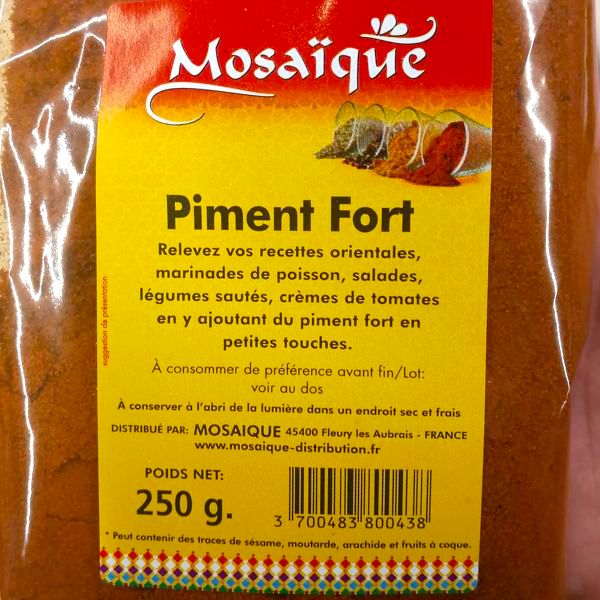 Mosaïque
Piment Fort
Relevez vos recettes orientales,
marinades de poisson, salades,
légumes sautés, crèmes de tomates
en y ajoutant du piment fort en
petites touches.
suggestion de présentation
À consommer de préférence avant fin/Lot:
voir au dos
À conserver à l'abri de la lumière dans un endroit sec et frais
DISTRIBUÉ PAR: MOSAIQUE 45400 Fleury les Aubrais - FRANCE
www.mosaique-distribution.fr
POIDS NET:
250 g.
3 700483 800438
* Peut contenir des traces de sésame, moutarde, arachide et fruits à coque.